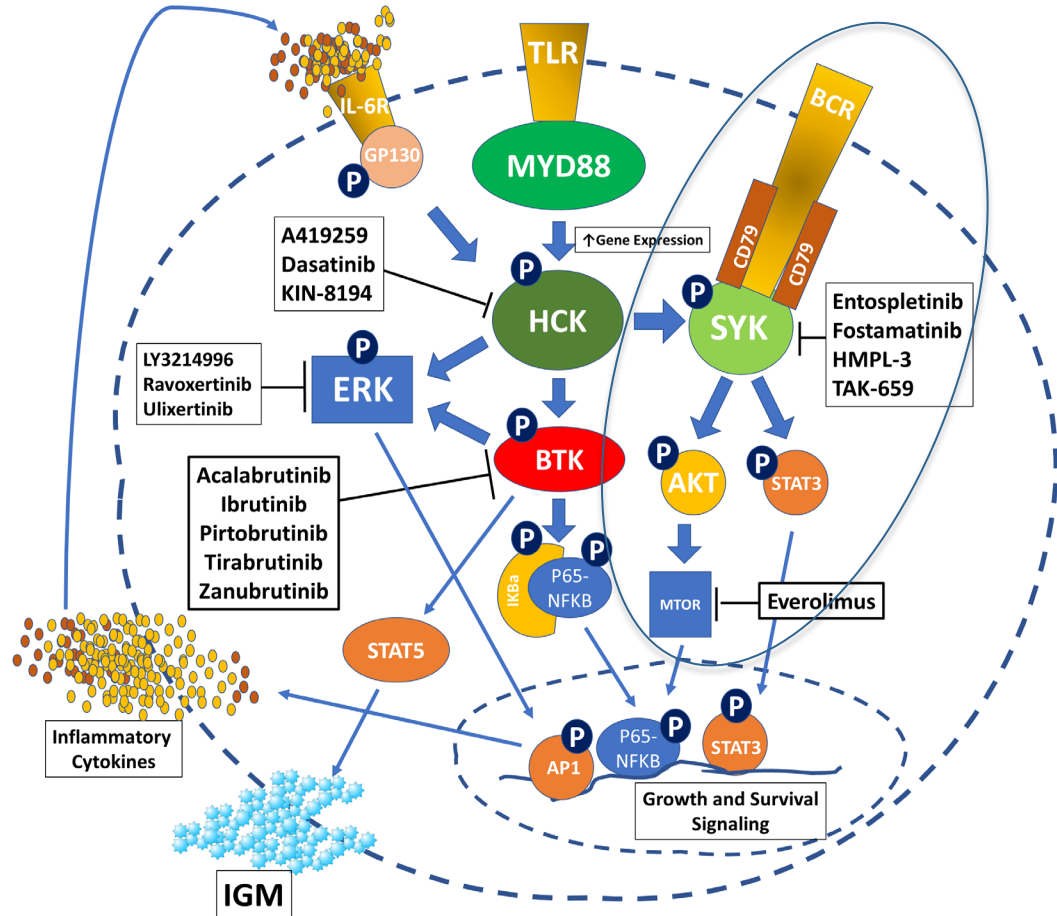 TLR
BCR
IL-6R
GP130
P
MYD88
CD79
CD79
↑Gene Expression
A419259
Dasatinib
KIN-8194
P
HCK
P
SYK
Entospletinib
Fostamatinib
HMPL-3
TAK-659
LY3214996
Ravoxertinib
Ulixertinib
P
ERK
P
BTK
Acalabrutinib
Ibrutinib
Pirtobrutinib
Tirabrutinib
Zanubrutinib
P
AKT
P
STAT3
P
IKBa
P
P65-
NFKB
MTOR
Everolimus
STAT5
Inflammatory
Cytokines
P
AP1
P
P65-
NFKB
P
STAT3
Growth and Survival
Signaling
IGM